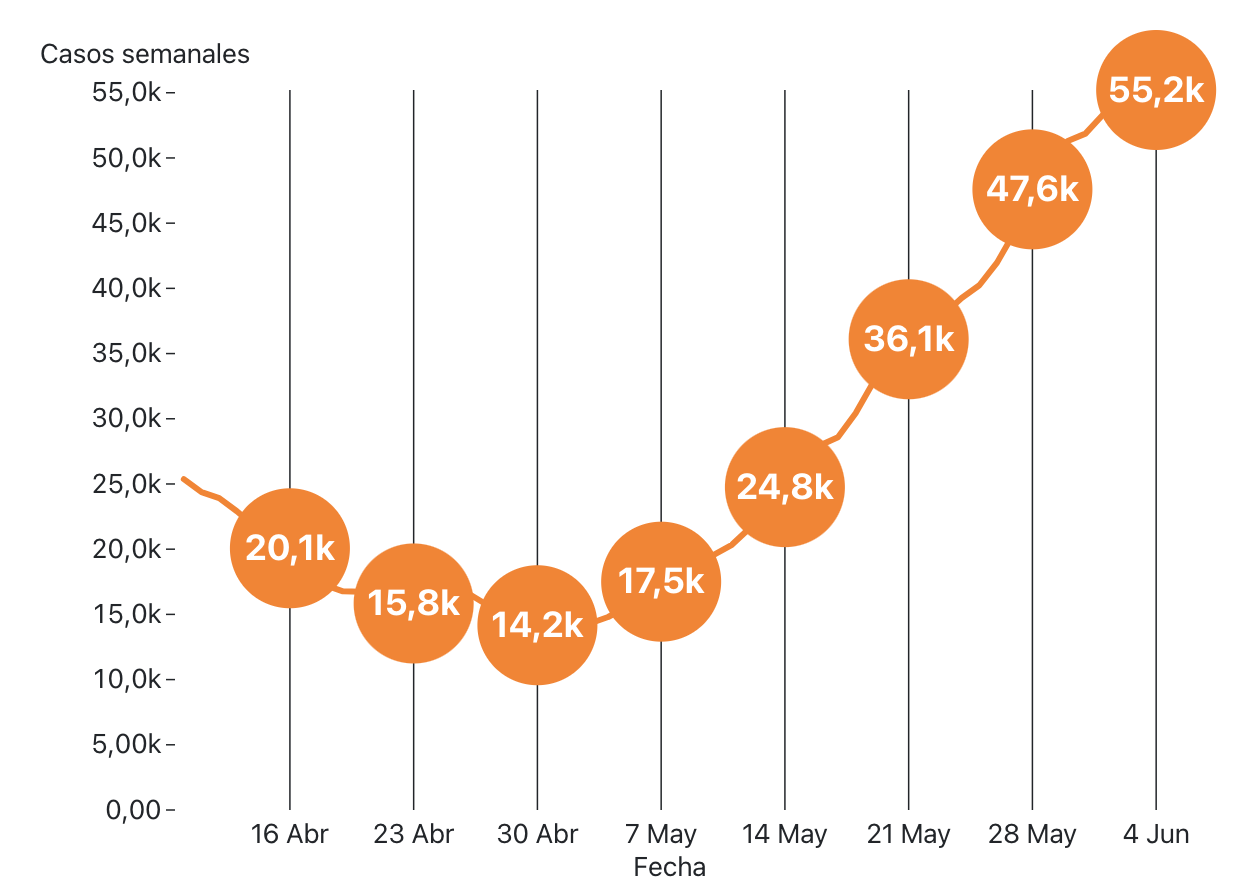 Casos semanales
55,0k
50,0k
45,0k
40,0k
35,0k
30,0k
25,0k
20,0k
15,0k
10,0k
5,00k
0,00
20,1k
15,8k
14,2k
17,5k
24,8k
36,1k
47,6k
55,2k
16 Abr 23 Abr 30 Abr 7 May 14 May 21 May 28 May 4 Jun
Fecha